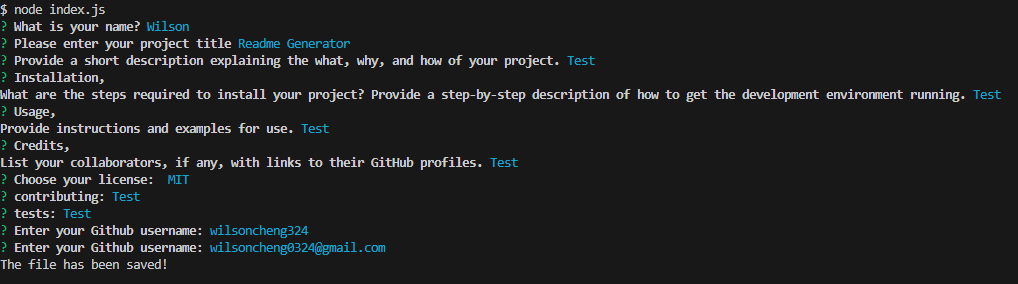 $ node index.js
? What is your name? Wilson
? Please enter your project title Readme Generator
? Provide a short description explaining the what, why, and how of your project. Test
? Installation,
What are the steps required to install your project? Provide a step-by-step description of how to get the development environment running. Test
? Usage,
Provide instructions and examples for use. Test
? Credits,
List your collaborators, if any, with links to their GitHub profiles. Test
? Choose your license:  MIT
? contributing: Test
? tests: Test
? Enter your Github username: wilsoncheng324
? Enter your Github username: wilsoncheng0324@gmail.com
The file has been saved!